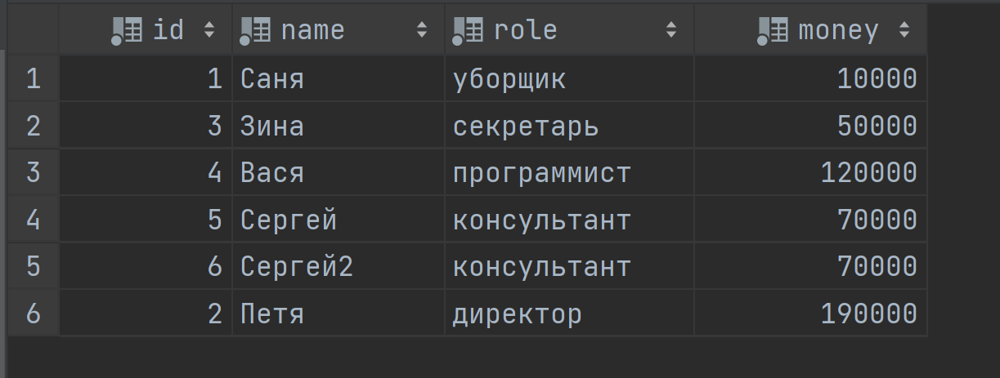 id name role money
1 1 Саня уборщик 10000
2 3 Зина секретарь 50000
3 4 Вася программист 120000
4 5 Сергей консультант 70000
5 6 Сергей2 консультант 70000
6 2 Петя директор 190000